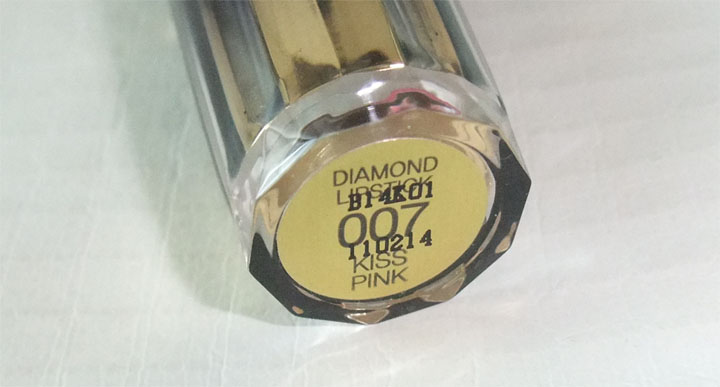 DIAMOND
LIPSTICK
B14K01
007
110214
KISS
PINK